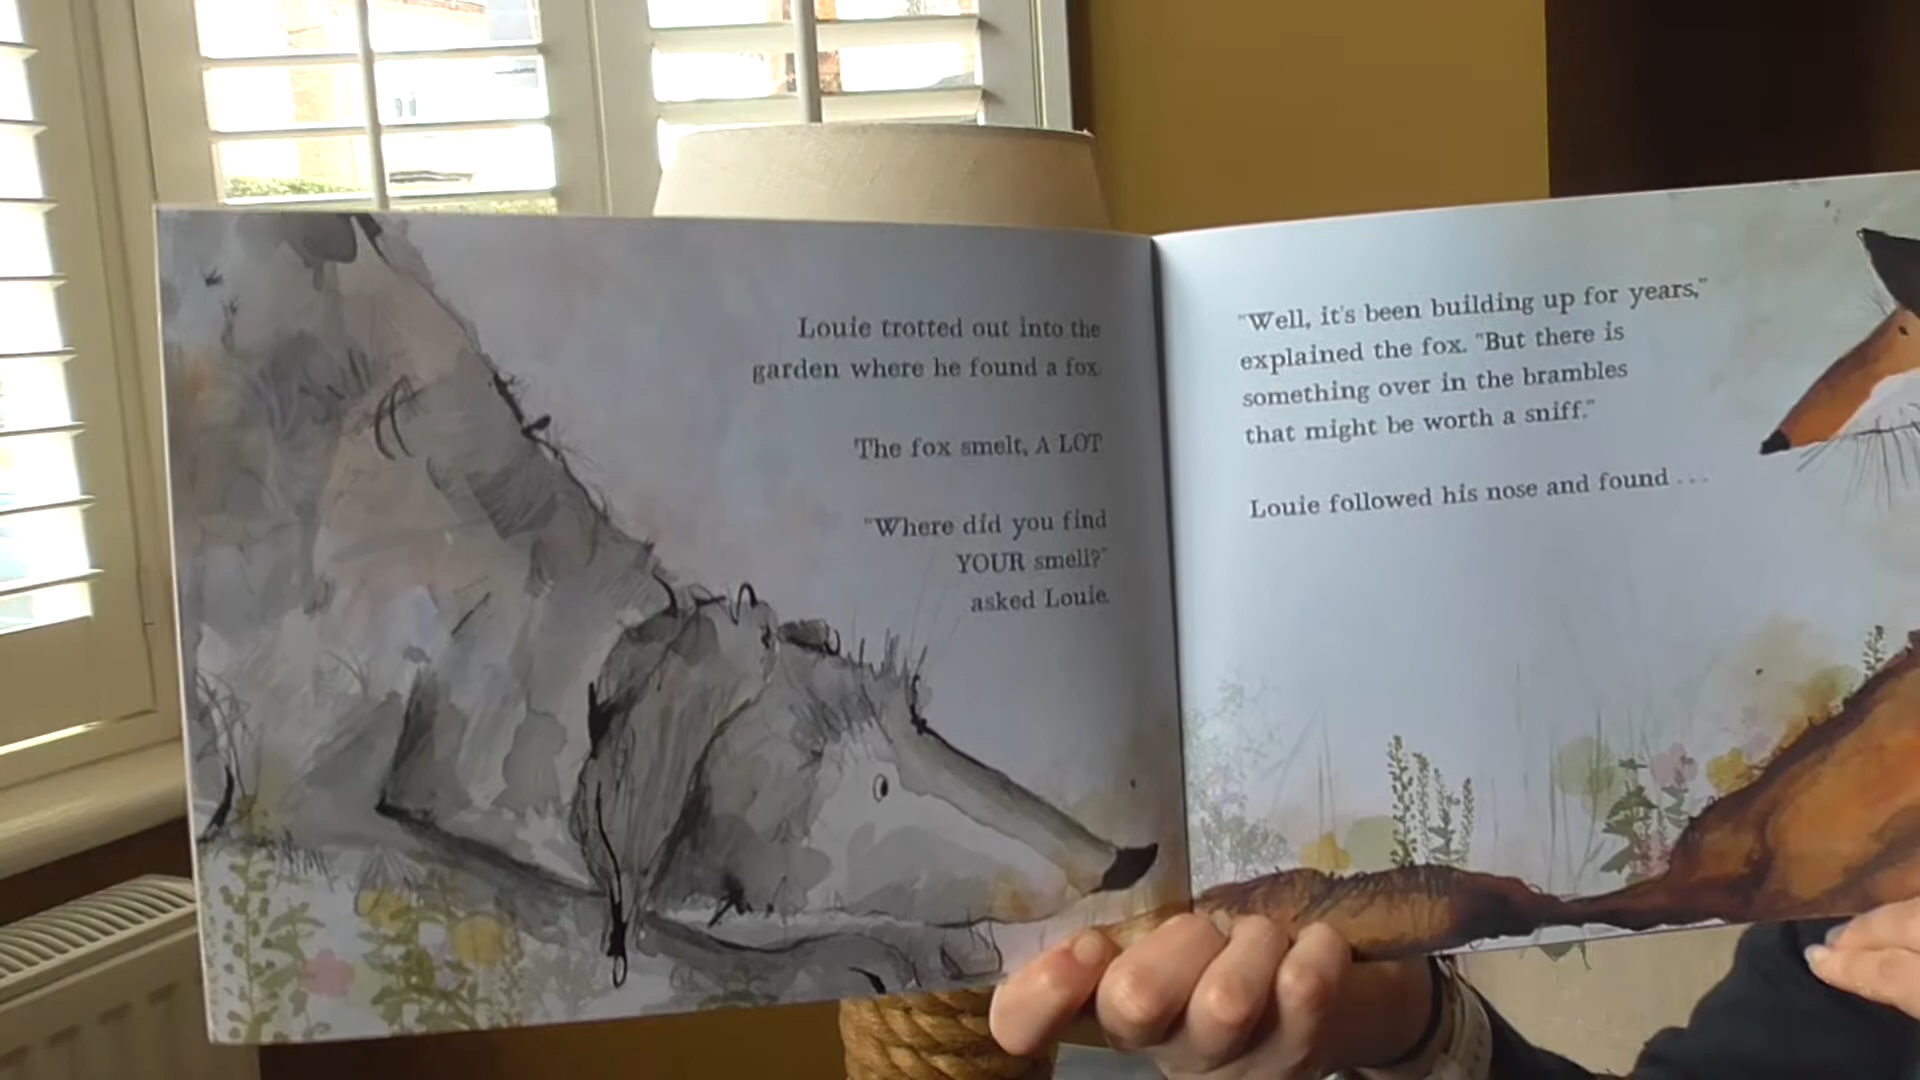 Louie trotted out into the
garden where he found a fox.
The fox smelt, A LOT
"Where did you find
YOUR smell?"
asked Louie.
"Well, it's been building up for years,"
explained the fox. "But there is
something over in the brambles
that might be worth a sniff."
Louie followed his nose and found . . .